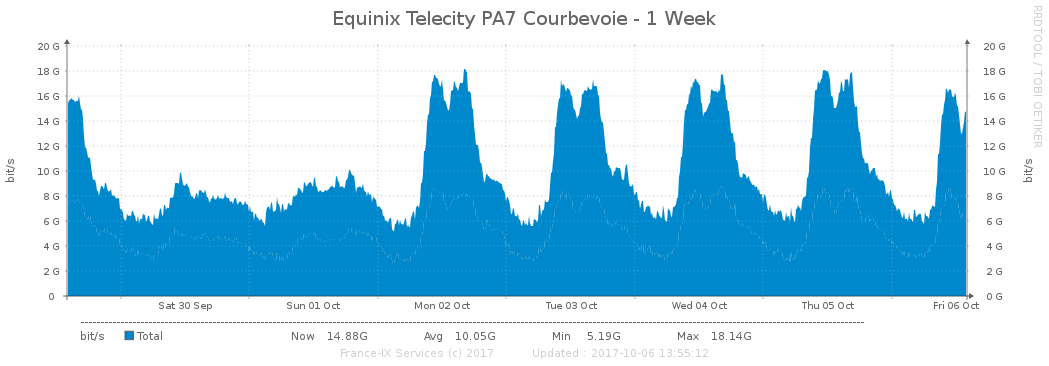 Equinix Telecity PA7 Courbevoie - 1 Week
RRDTOOL / TOBI OETIKER
20 G 20 G
18 G 18 G
16 G 16 G
14 G 14 G
12 G 12 G
10 G 10 G
8 G 8 G
6 G 6 G
4 G 4 G
2 G 2 G
0 0 G
bit/s
bit/s
Sat 30 Sep Sun 01 Oct Mon 02 Oct Tue 03 Oct Wed 04 Oct Thu 05 Oct Fri 06 Oct
bit/s Total Now 14.88G Avg 10.05G Min 5.19G Max 18.14G
France-IX Services (c) 2017 Updated : 2017-10-06 13:55:12